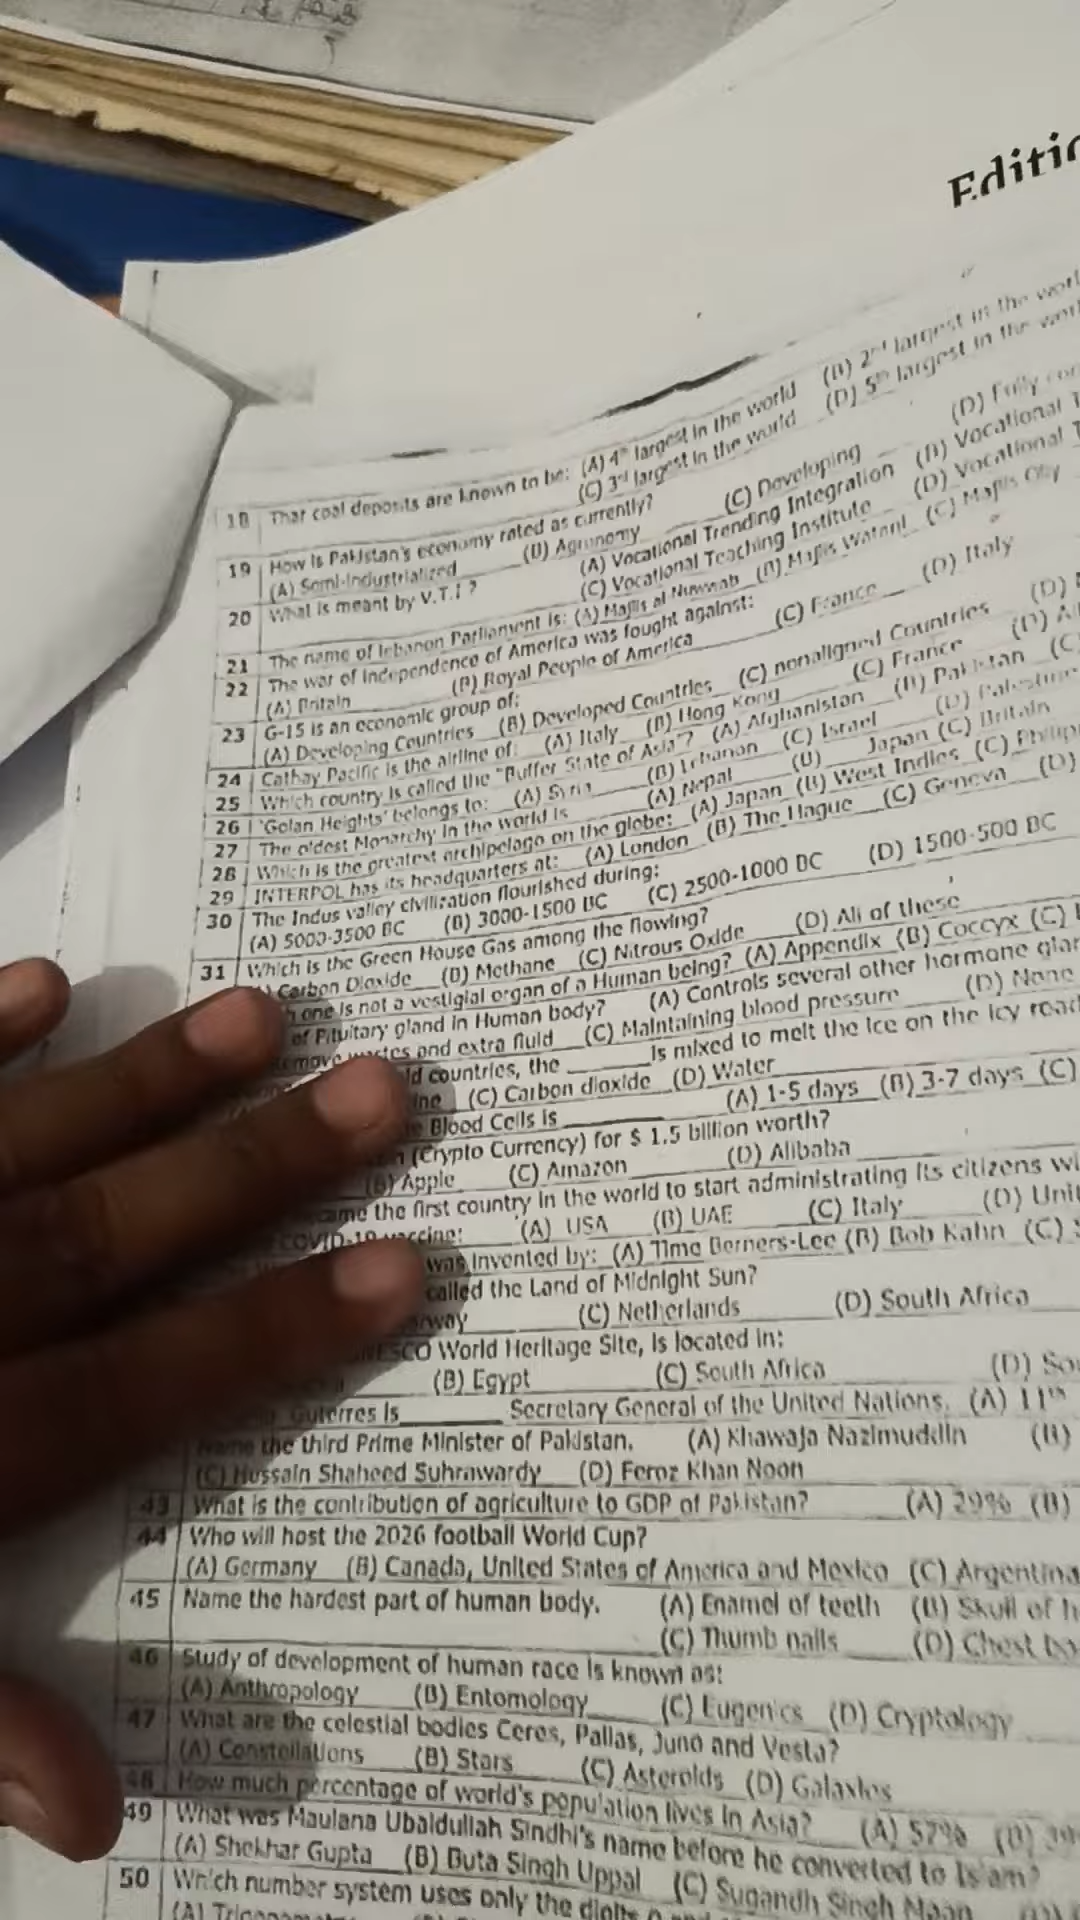 Editio
18 Thar coal deposits are known to be: (A) 4th largest in the world (B) 2nd largest in the worl
(C) 3rd largest in the world (D) 5th largest in the worl
19 How is Pakistan's economy rated as currently?
(A) Semi-Industrialized (B) Agronomy (C) Developing (D) Fully
20 What is meant by V.T.I? (A) Vocational Trending Integration (B) Vocational T
(C) Vocational Teaching Institute (D) Vocational T
21 The name of lebanon Parliament is: (A) Majlis al Nuwwab (B) Majlis Watani (C) Majlis
22 The war of Independence of America was fought against:
(A) Britain (B) Royal People of America (C) France (D) Italy
23 G-15 is an economic group of:
(A) Developing Countries (B) Developed Countries (C) nonaligned Countries (D)
24 Cathay Pacific is the airline of: (A) Italy (B) Hong Kong (C) France (D) A
25 Which country is called the "Buffer State of Asia"? (A) Afghanistan (B) Pakistan (C)
26 'Golan Heights' belongs to: (A) Syria (B) Lebanon (C) Israel (D) Palestine
27 The oldest Monarchy in the world is (A) Nepal (B) Japan (C) Britain
28 Which is the greatest archipelago on the globe: (A) Japan (B) West Indies (C) Philip
29 INTERPOL has its headquarters at: (A) London (B) The Hague (C) Geneva (D)
30 The Indus valley civilization flourished during:
(A) 5000-3500 BC (B) 3000-1500 BC (C) 2500-1000 BC (D) 1500-500 BC
31 Which is the Green House Gas among the flowing?
Carbon Dioxide (B) Methane (C) Nitrous Oxide (D) All of these
one is not a vestigial organ of a Human being? (A) Appendix (B) Coccyx (C)
of Pituitary gland in Human body? (A) Controls several other hormone glan
wastes and extra fluid (C) Maintaining blood pressure (D) None
ld countries, the ______ is mixed to melt the ice on the icy road
ine (C) Carbon dioxide (D) Water
Blood Cells is ______ (A) 1-5 days (B) 3-7 days (C)
(Crypto Currency) for $ 1.5 billion worth?
(B) Apple (C) Amazon (D) Alibaba
came the first country in the world to start administrating its citizens wi
COVID-19 vaccine: (A) USA (B) UAE (C) Italy (D) Unit
was invented by: (A) Time Berners-Lee (B) Bob Kahn (C)
called the Land of Midnight Sun?
rway (C) Netherlands (D) South Africa
ESCO World Heritage Site, is located in:
(B) Egypt (C) South Africa (D) So
Guterres is______ Secretary General of the United Nations. (A) 11th
Name the third Prime Minister of Pakistan. (A) Khawaja Nazimuddin (B)
(C) Hussain Shaheed Suhrawardy (D) Feroz Khan Noon
43 What is the contribution of agriculture to GDP of Pakistan? (A) 29% (B)
44 Who will host the 2026 football World Cup?
(A) Germany (B) Canada, United States of America and Mexico (C) Argentina
45 Name the hardest part of human body. (A) Enamel of teeth (B) Skull of h
(C) Thumb nails (D) Chest bo
46 Study of development of human race is known as:
(A) Anthropology (B) Entomology (C) Eugenics (D) Cryptology
47 What are the celestial bodies Ceres, Pallas, Juno and Vesta?
(A) Constellations (B) Stars (C) Asteroids (D) Galaxies
48 How much percentage of world's population lives in Asia? (A) 57% (B) 39
49 What was Maulana Ubaidullah Sindhi's name before he converted to Islam?
(A) Shekhar Gupta (B) Buta Singh Uppal (C) Sugandh Singh Maan
50 Which number system uses only the digits 0